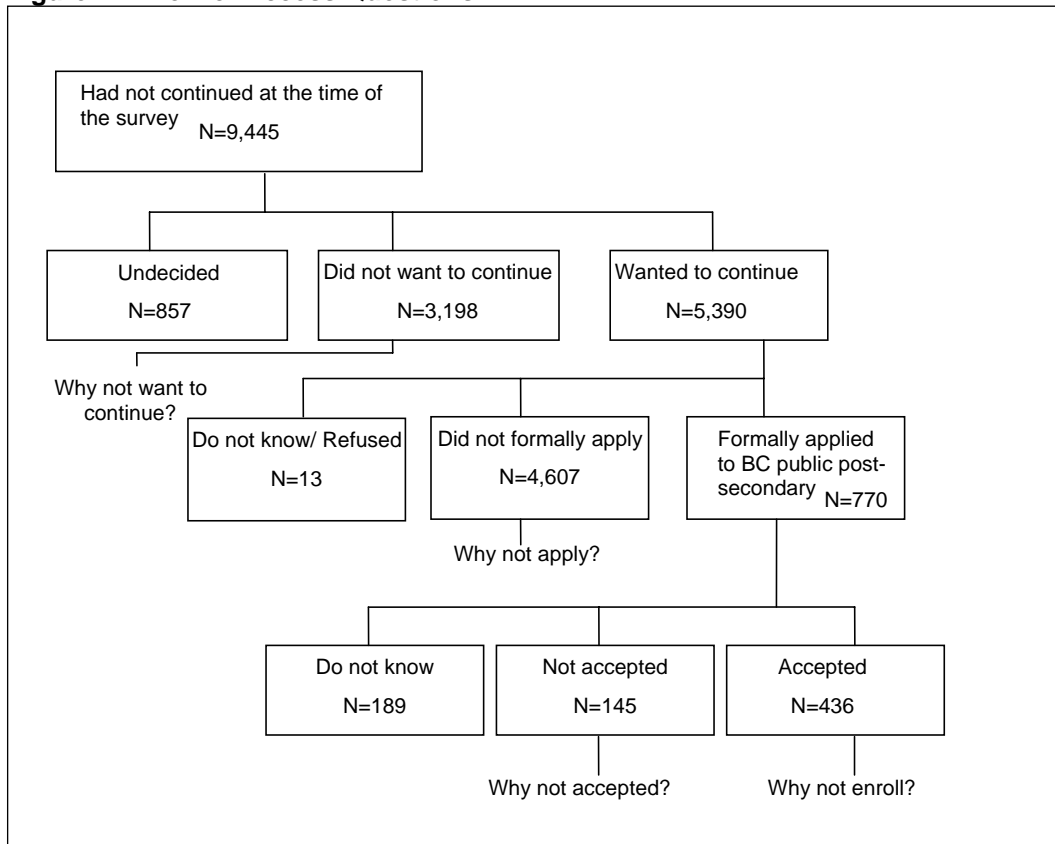 Had not continued at the time of
the survey N=9,445
Undecided
N=857
Did not want to continue
N=3,198
Wanted to continue
N=5,390
Why not want to
continue?
Do not know/ Refused
N=13
Did not formally apply
N=4,607
Formally applied
to BC public post-
secondary N=770
Why not apply?
Do not know
N=189
Not accepted
N=145
Accepted
N=436
Why not accepted?
Why not enroll?